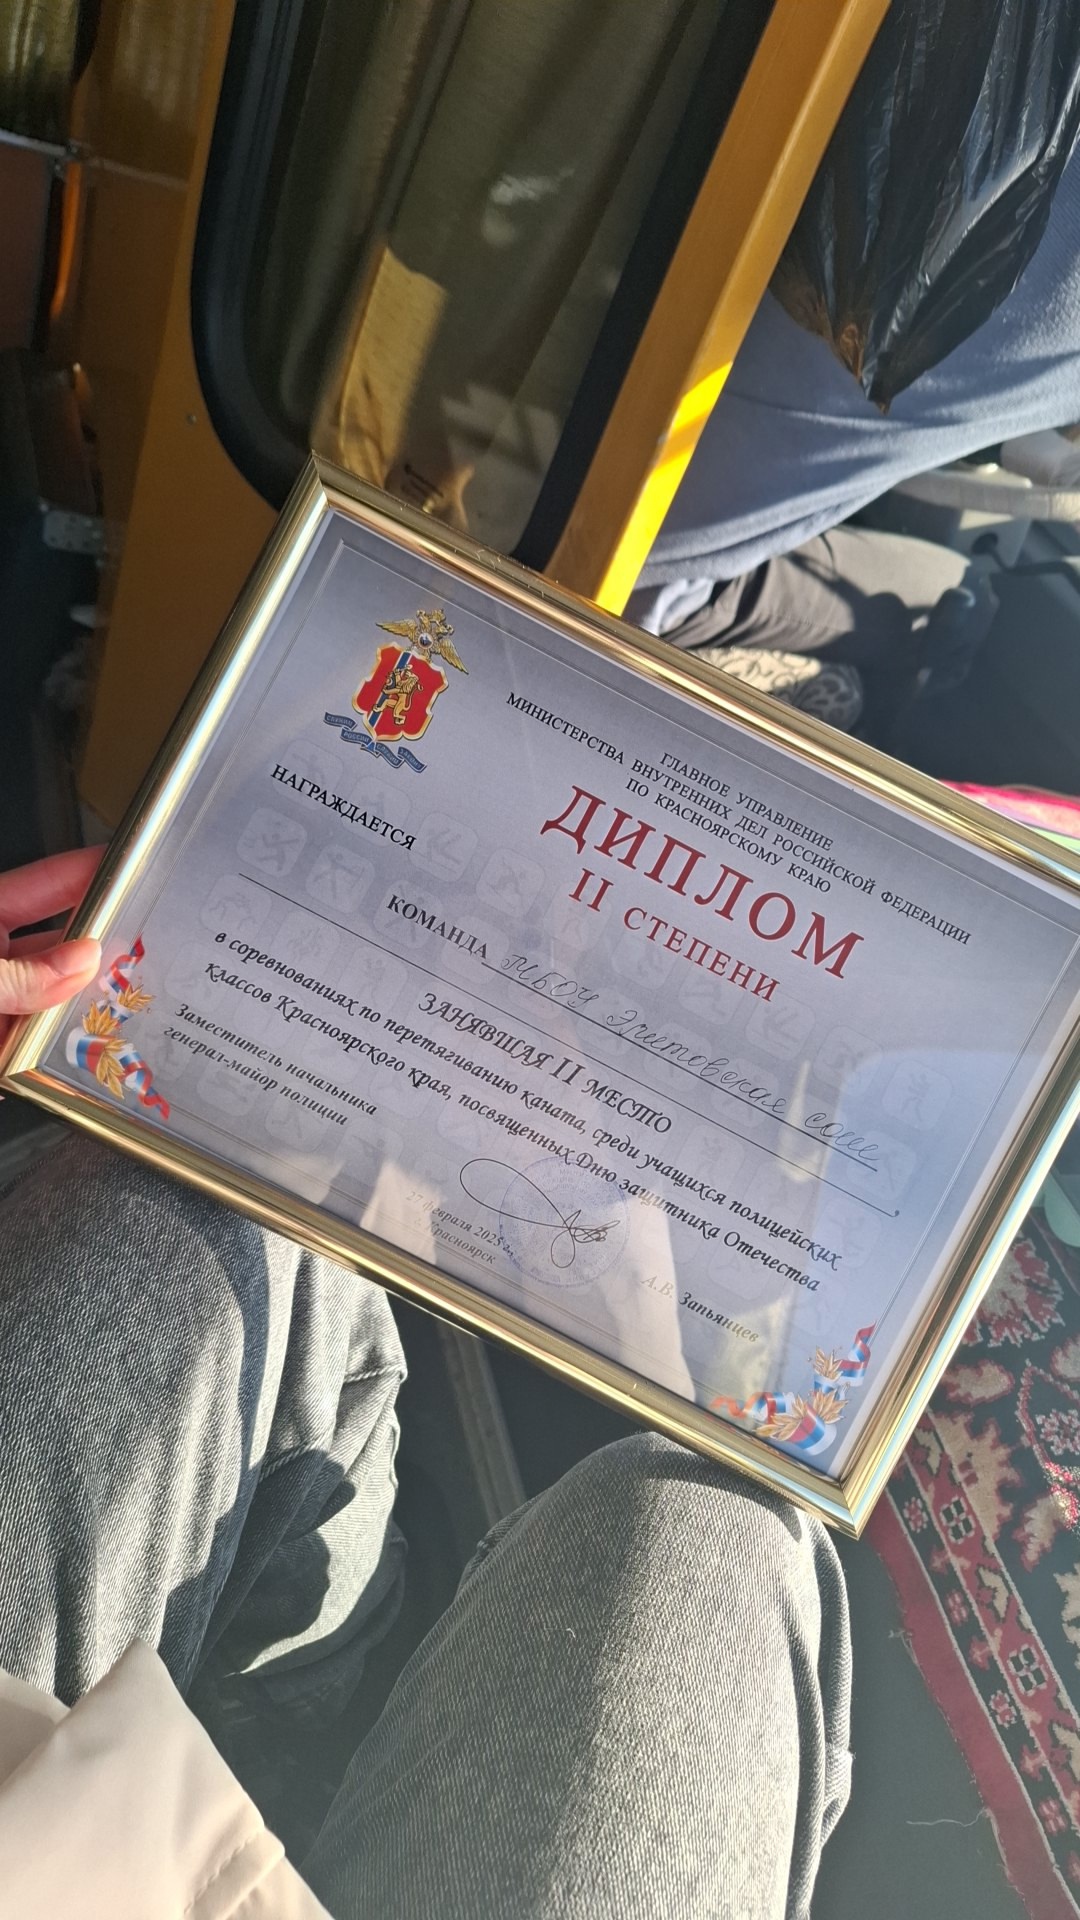 ГЛАВНОЕ УПРАВЛЕНИЕ
МИНИСТЕРСТВА ВНУТРЕННИХ ДЕЛ РОССИЙСКОЙ ФЕДЕРАЦИИ
ПО КРАСНОЯРСКОМУ КРАЮ
ДИПЛОМ
II СТЕПЕНИ
НАГРАЖДАЕТСЯ
КОМАНДА МБОУ СОШ
ЗАНЯВШАЯ II МЕСТО
в соревнованиях по перетягиванию каната, среди учащихся полицейских
классов Красноярского края, посвященных Дню защитника Отечества
Заместитель начальника
генерал-майор полиции
А.В. Запьянцев
27 февраля 2025 г.
г. Красноярск